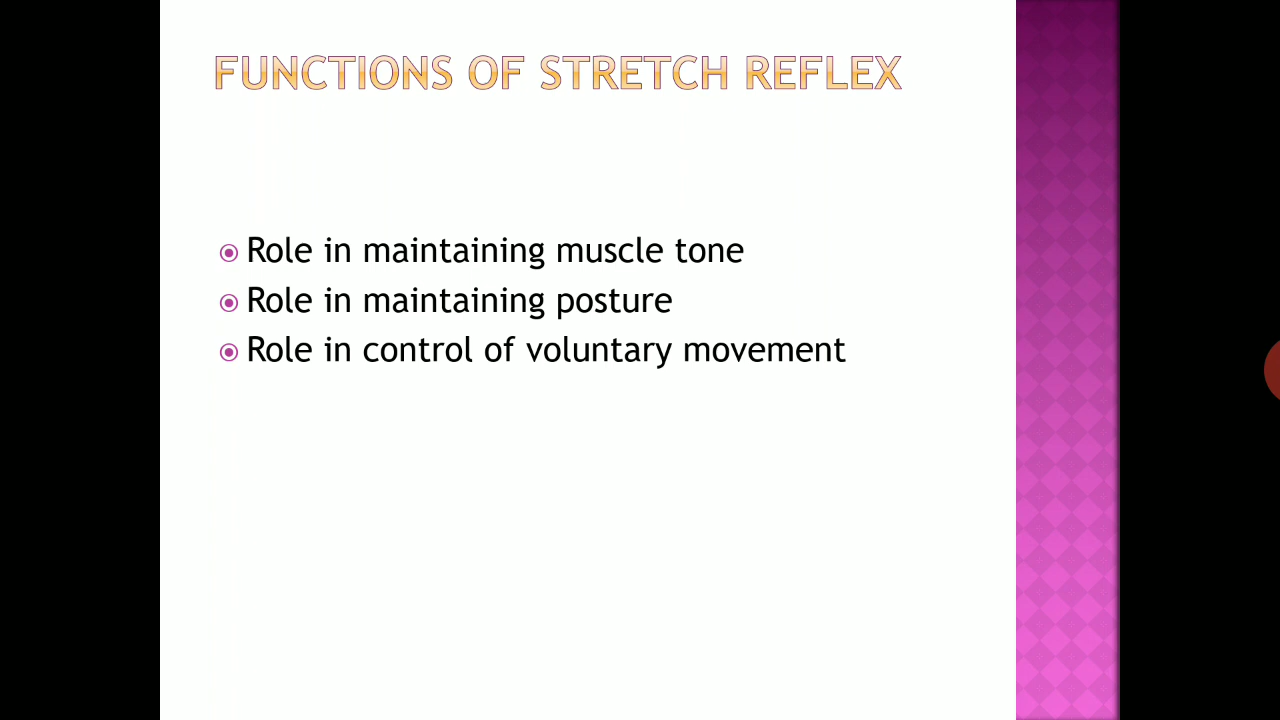 FUNCTIONS OF STRETCH REFLEX
Role in maintaining muscle tone
Role in maintaining posture
Role in control of voluntary movement